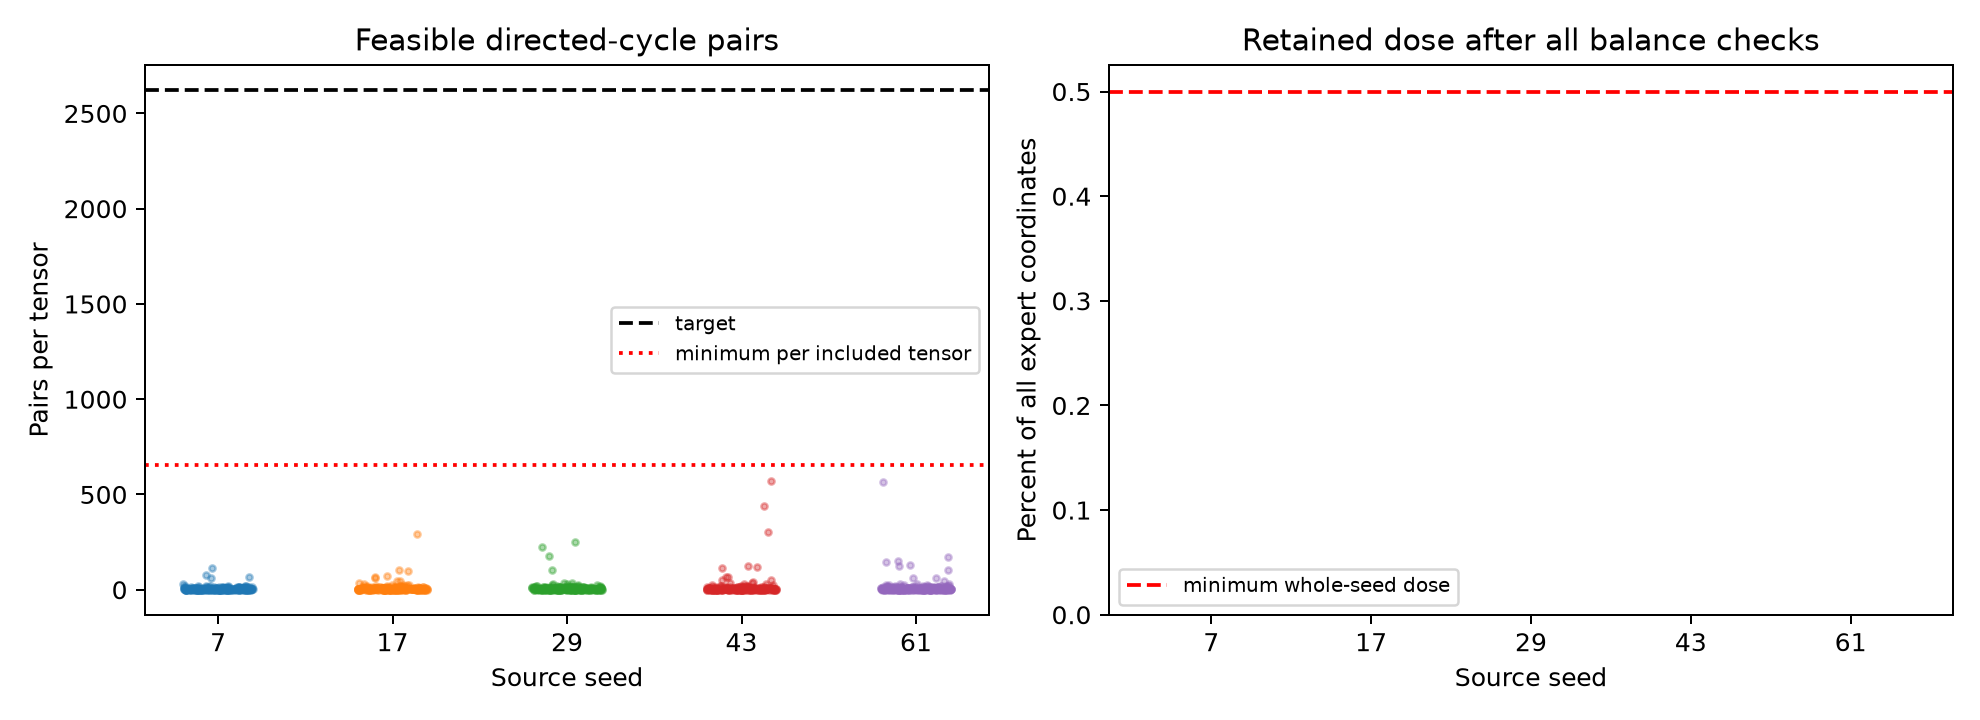 Feasible directed-cycle pairs
Pairs per tensor
2500
2000
1500
1000
500
0
target
minimum per included tensor
7 17 29 43 61
Source seed
Retained dose after all balance checks
Percent of all expert coordinates
0.5
0.4
0.3
0.2
0.1
0.0
minimum whole-seed dose
7 17 29 43 61
Source seed